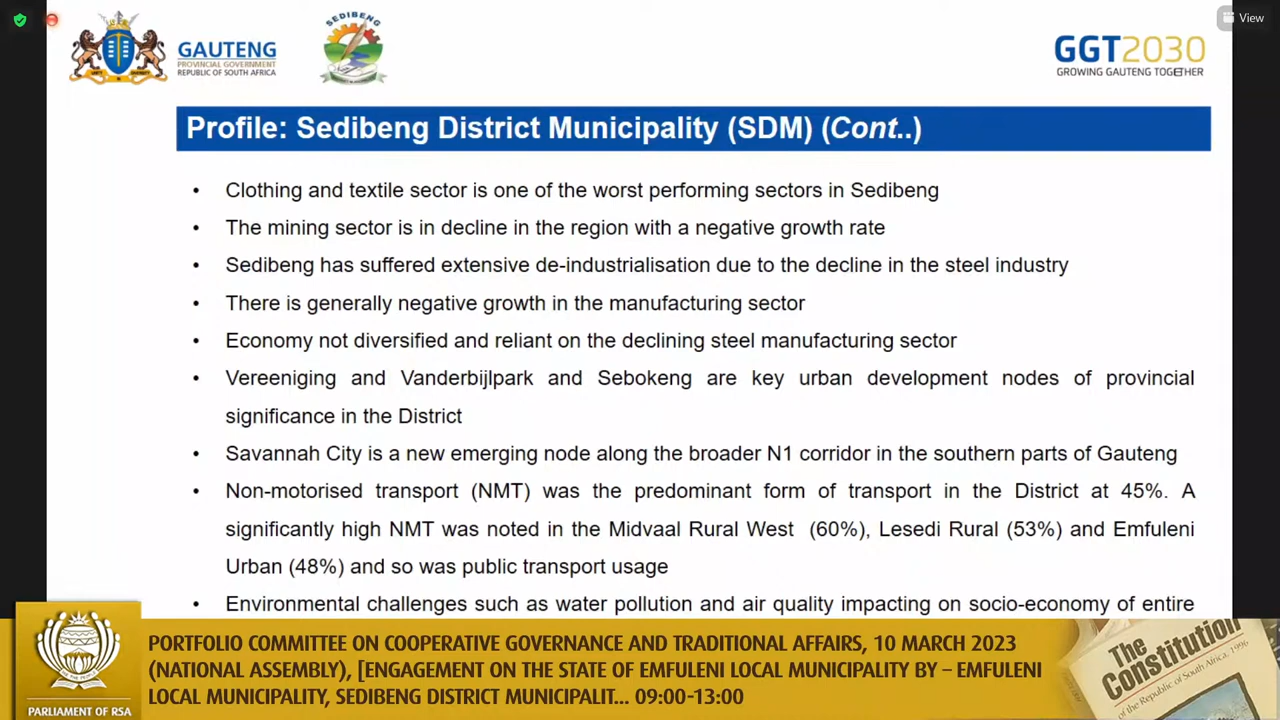 View
GAUTENG
PROVINCIAL GOVERNMENT
REPUBLIC OF SOUTH AFRICA
SEDIBENG
GGT2030
GROWING GAUTENG TOGETHER
Profile: Sedibeng District Municipality (SDM) (Cont..)
• Clothing and textile sector is one of the worst performing sectors in Sedibeng
• The mining sector is in decline in the region with a negative growth rate
• Sedibeng has suffered extensive de-industrialisation due to the decline in the steel industry
• There is generally negative growth in the manufacturing sector
• Economy not diversified and reliant on the declining steel manufacturing sector
• Vereeniging and Vanderbijlpark and Sebokeng are key urban development nodes of provincial
significance in the District
• Savannah City is a new emerging node along the broader N1 corridor in the southern parts of Gauteng
• Non-motorised transport (NMT) was the predominant form of transport in the District at 45%. A
significantly high NMT was noted in the Midvaal Rural West (60%), Lesedi Rural (53%) and Emfuleni
Urban (48%) and so was public transport usage
• Environmental challenges such as water pollution and air quality impacting on socio-economy of entire
PORTFOLIO COMMITTEE ON COOPERATIVE GOVERNANCE AND TRADITIONAL AFFAIRS, 10 MARCH 2023
(NATIONAL ASSEMBLY), [ENGAGEMENT ON THE STATE OF EMFULENI LOCAL MUNICIPALITY BY – EMFULENI
LOCAL MUNICIPALITY, SEDIBENG DISTRICT MUNICIPALIT... 09:00-13:00
PARLIAMENT OF RSA
The
Constitution
of the Republic of South Africa, 1996